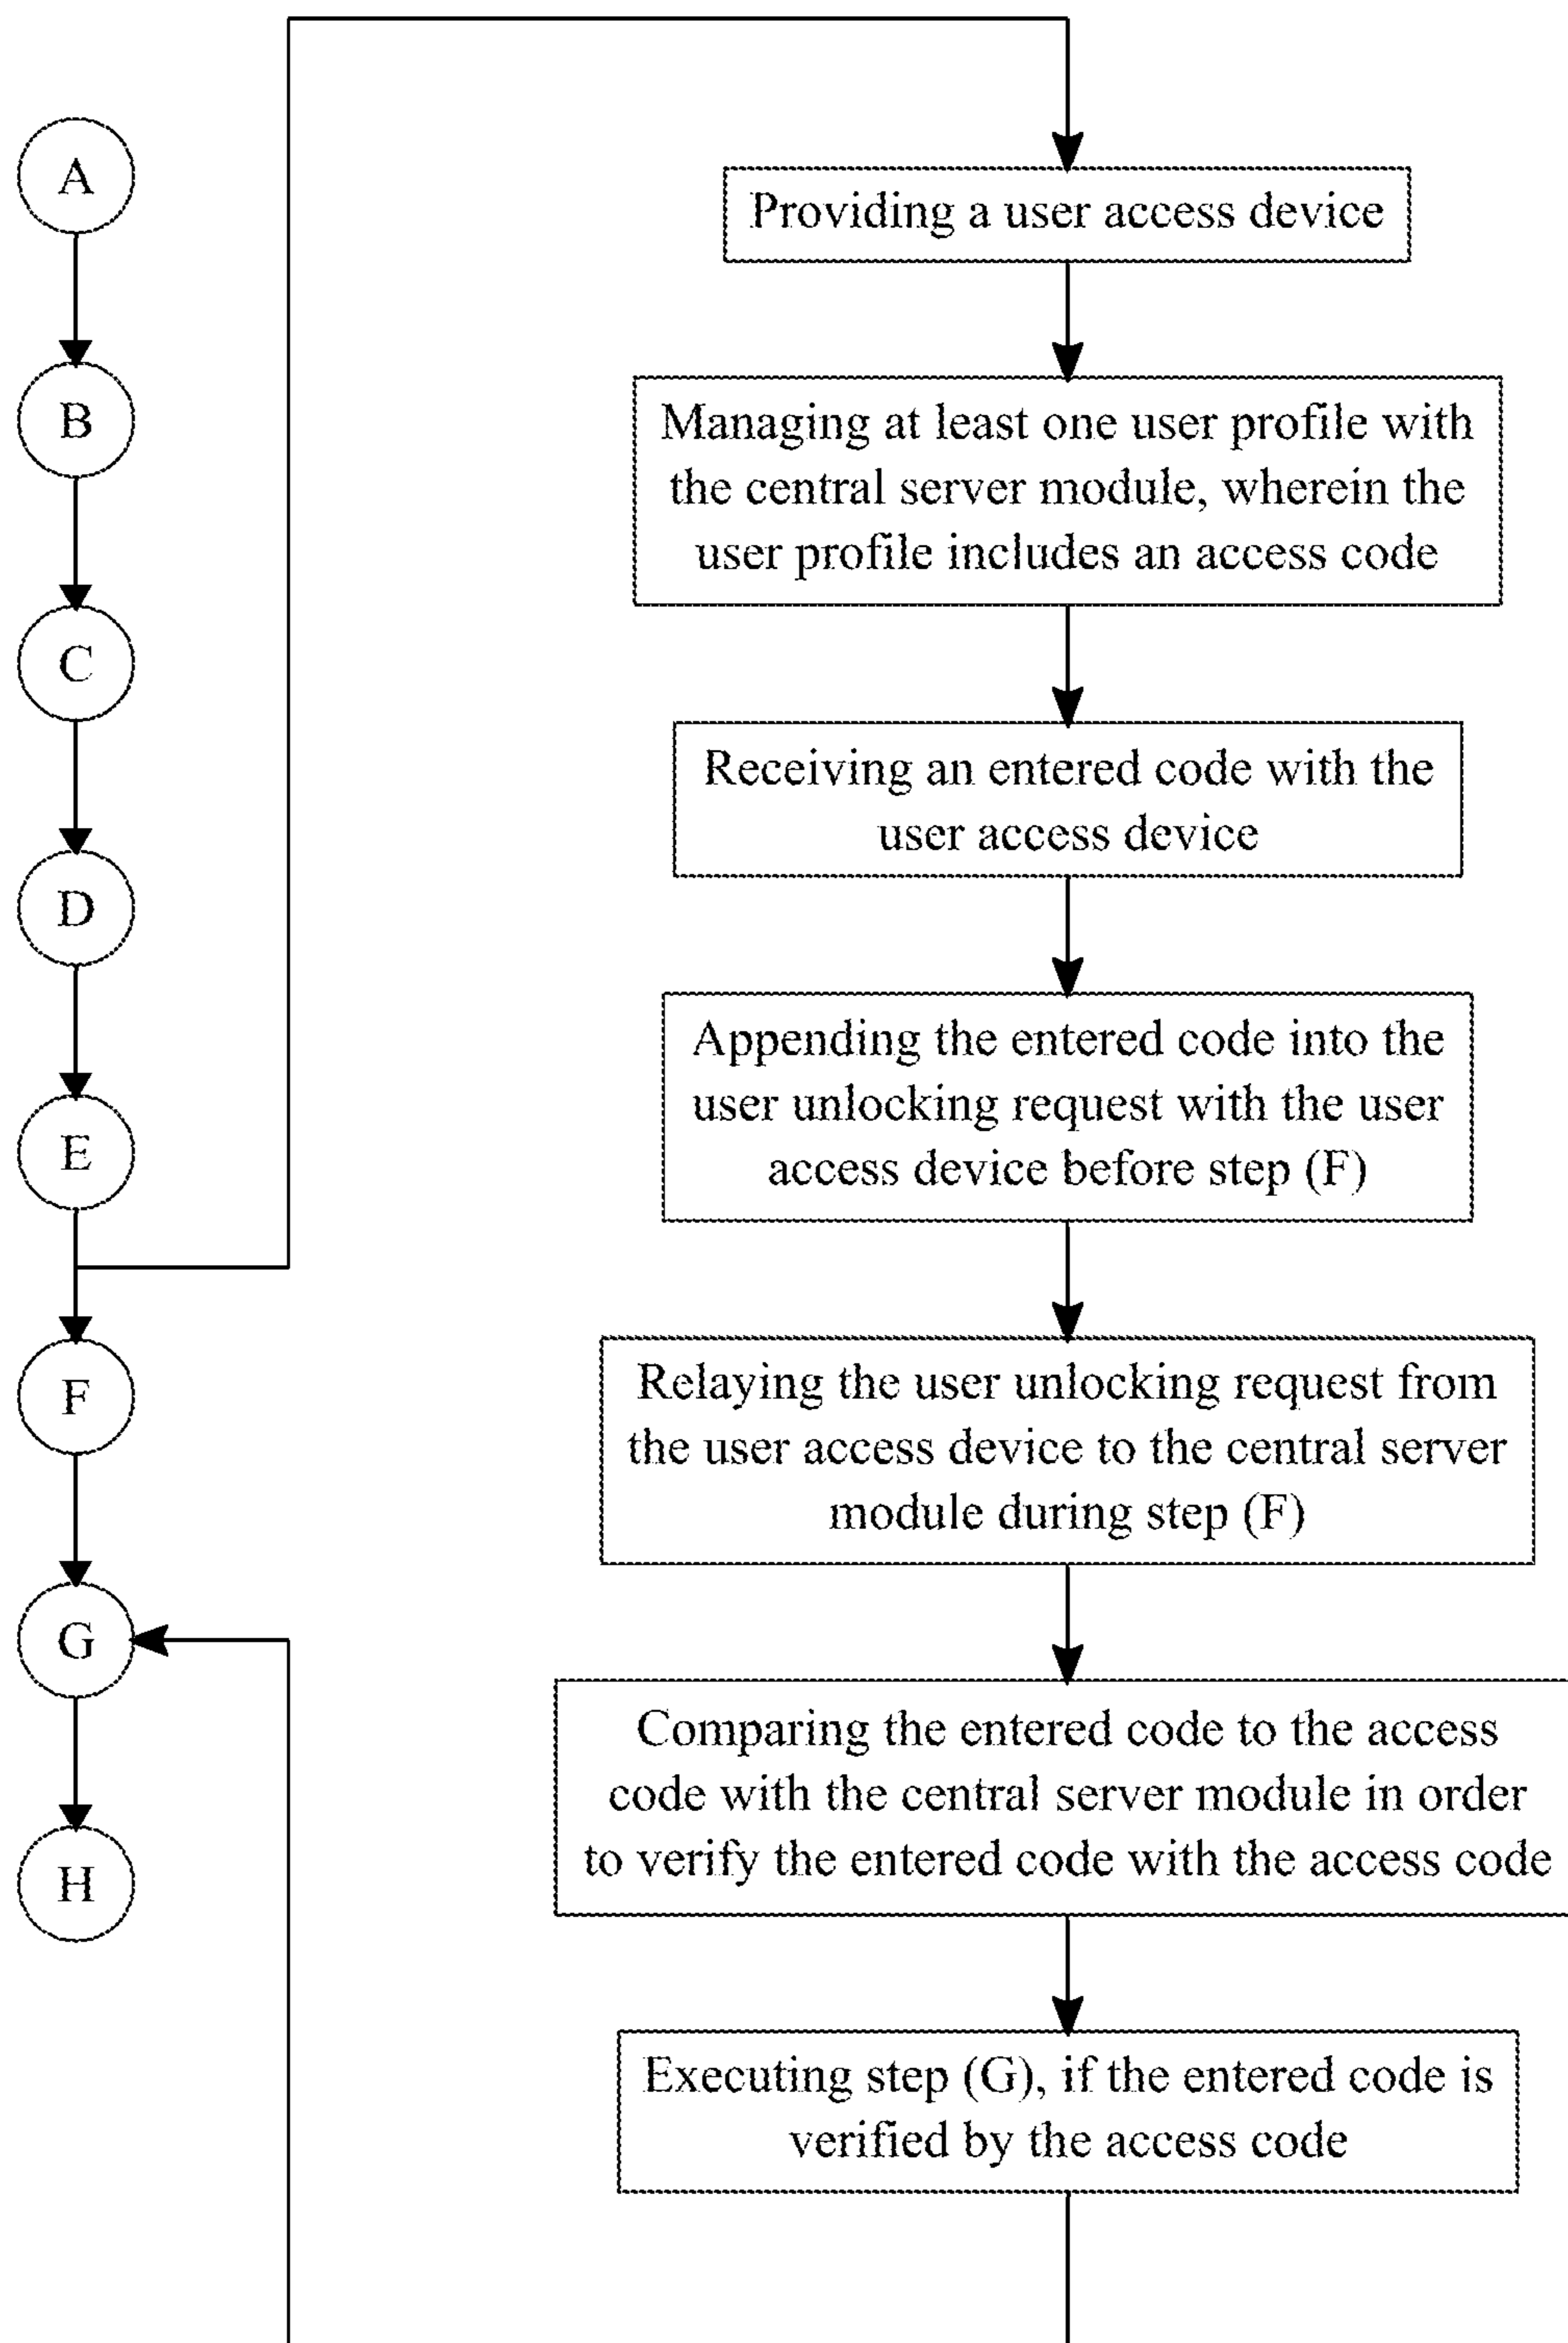 A
B
C
D
E
F
G
H
Providing a user access device
Managing at least one user profile with
the central server module, wherein the
user profile includes an access code
Receiving an entered code with the
user access device
Appending the entered code into the
user unlocking request with the user
access device before step (F)
Relaying the user unlocking request from
the user access device to the central server
module during step (F)
Comparing the entered code to the access
code with the central server module in order
to verify the entered code with the access code
Executing step (G), if the entered code is
verified by the access code